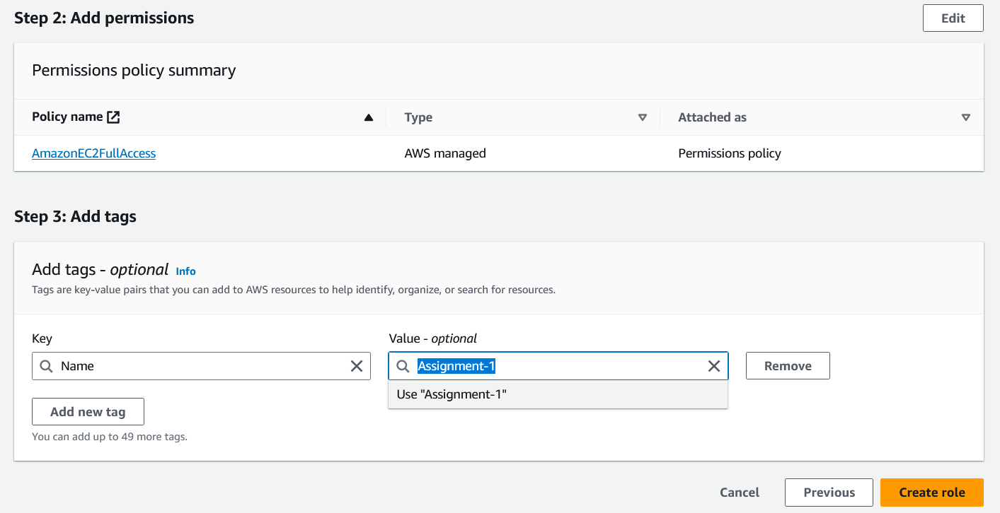 Step 2: Add permissions
Edit
Permissions policy summary
Policy name
Type
Attached as
AmazonEC2FullAccess
AWS managed
Permissions policy
Step 3: Add tags
Add tags - optional Info
Tags are key-value pairs that you can add to AWS resources to help identify, organize, or search for resources.
Key
Value - optional
Name
Assignment-1
Remove
Use "Assignment-1"
Add new tag
You can add up to 49 more tags.
Cancel
Previous
Create role